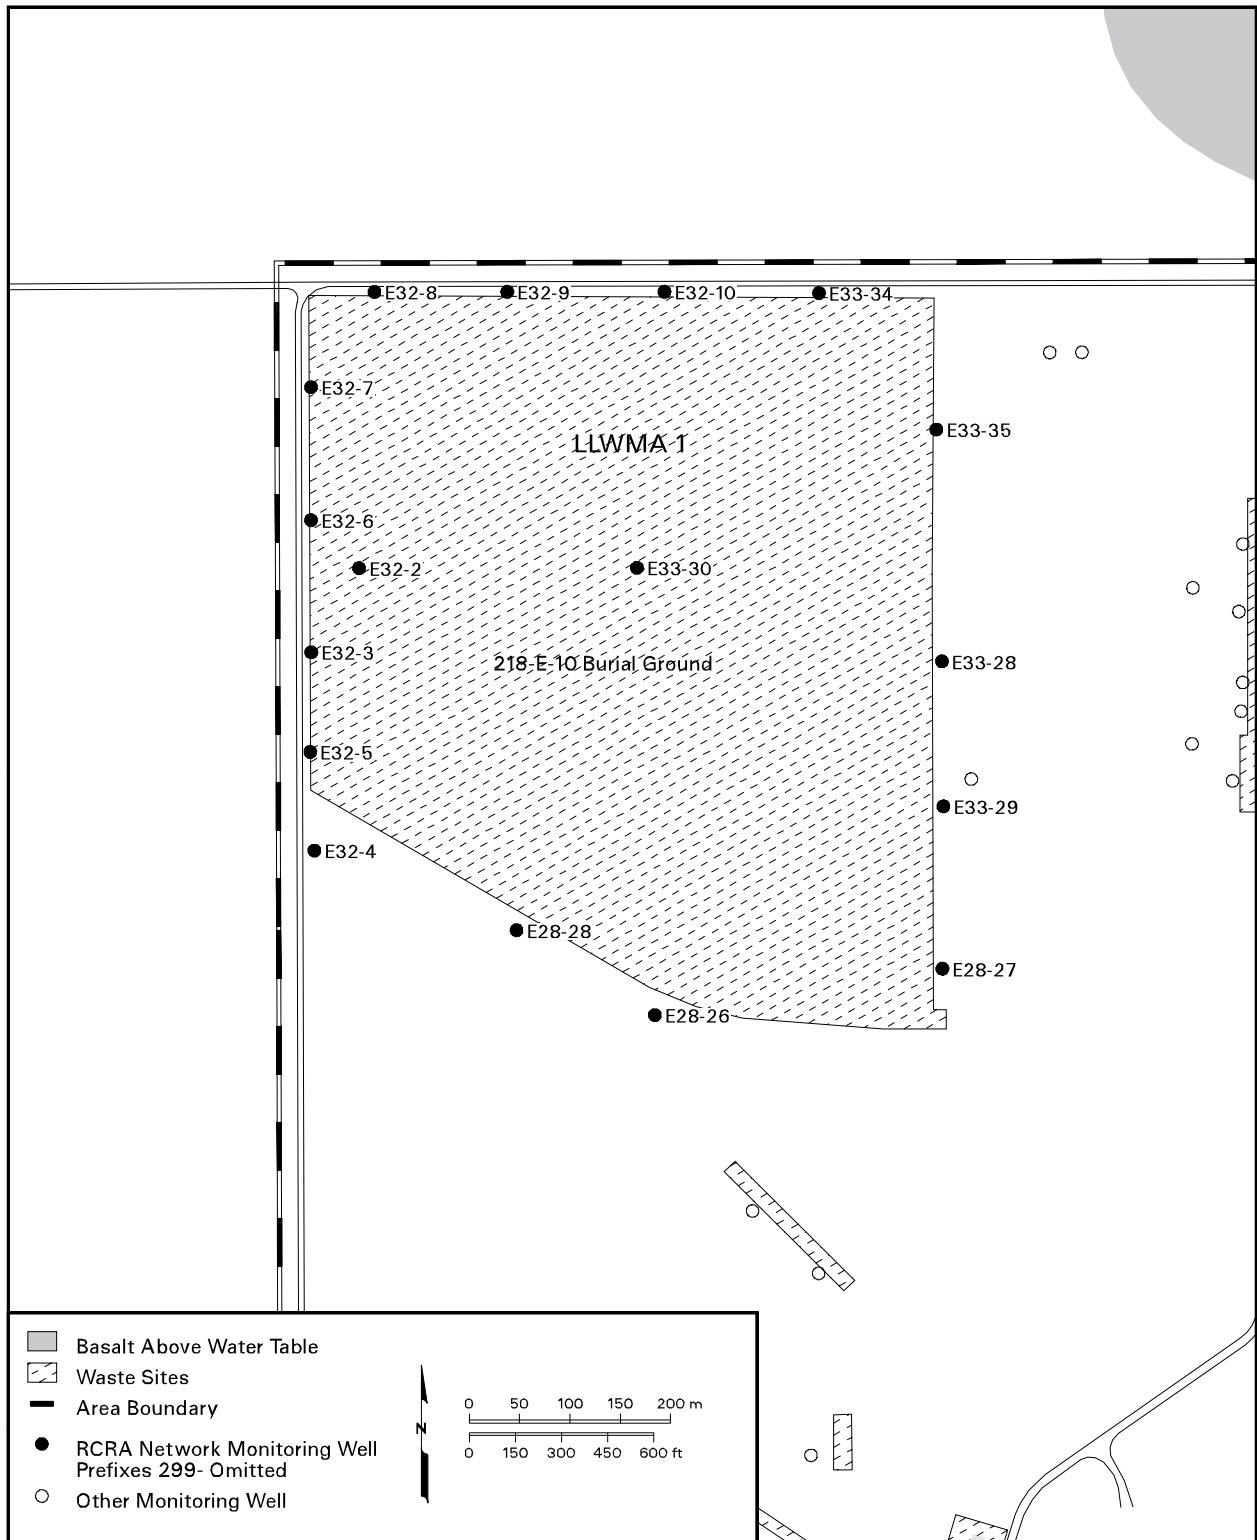 E32-8
E32-9
E32-10
E33-34
E32-7
E33-35
LLWMA 1
E32-6
E32-2
E33-30
E32-3
218-E-10 Burial Ground
E33-28
E32-5
E33-29
E32-4
E28-28
E28-27
E28-26
Basalt Above Water Table
Waste Sites
Area Boundary
RCRA Network Monitoring Well
Prefixes 299- Omitted
Other Monitoring Well
N
0 50 100 150 200 m
0 150 300 450 600 ft